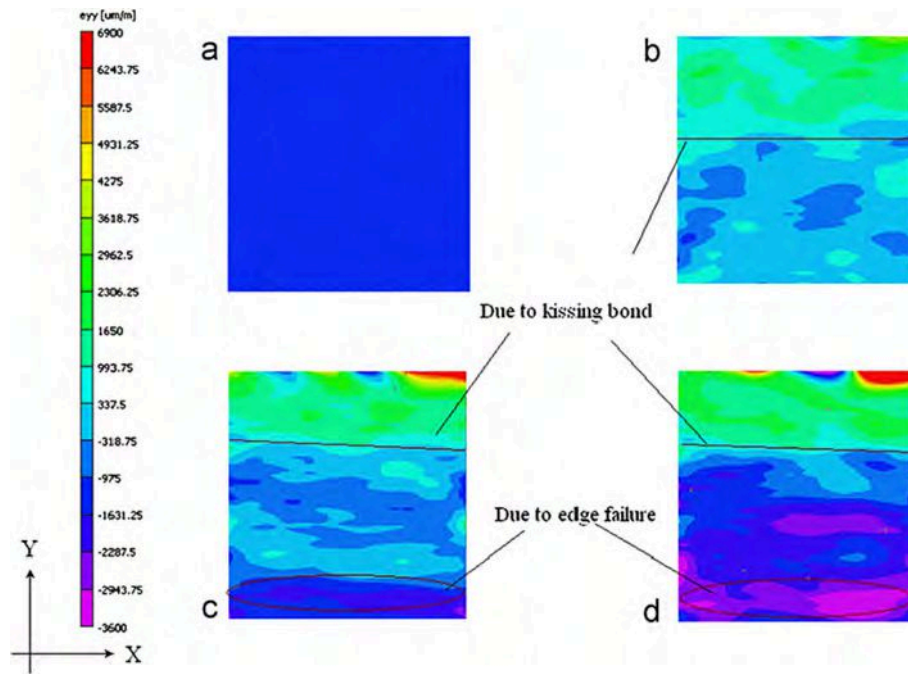 eyy [um/m]
6900
6243.75
5587.5
4931.25
4275
3618.75
2962.5
2306.25
1650
993.75
337.5
-318.75
-975
-1631.25
-2287.5
-2943.75
-3600
Y
X
a
b
Due to kissing bond
Due to edge failure
c
d